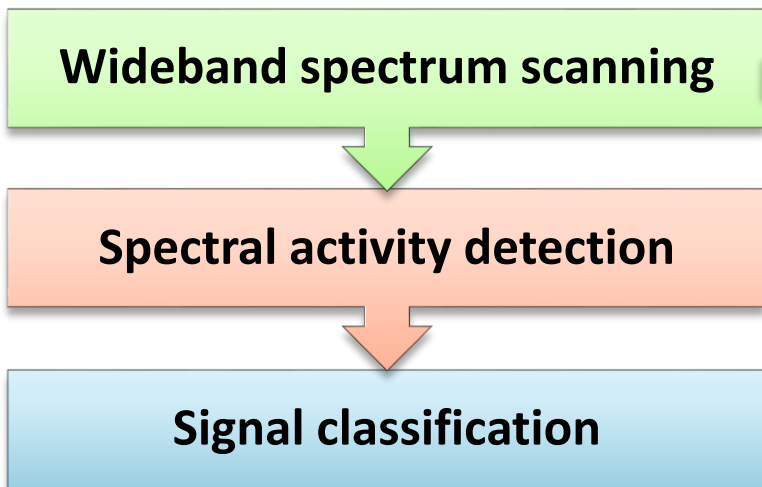 Wideband spectrum scanning
Spectral activity detection
Signal classification